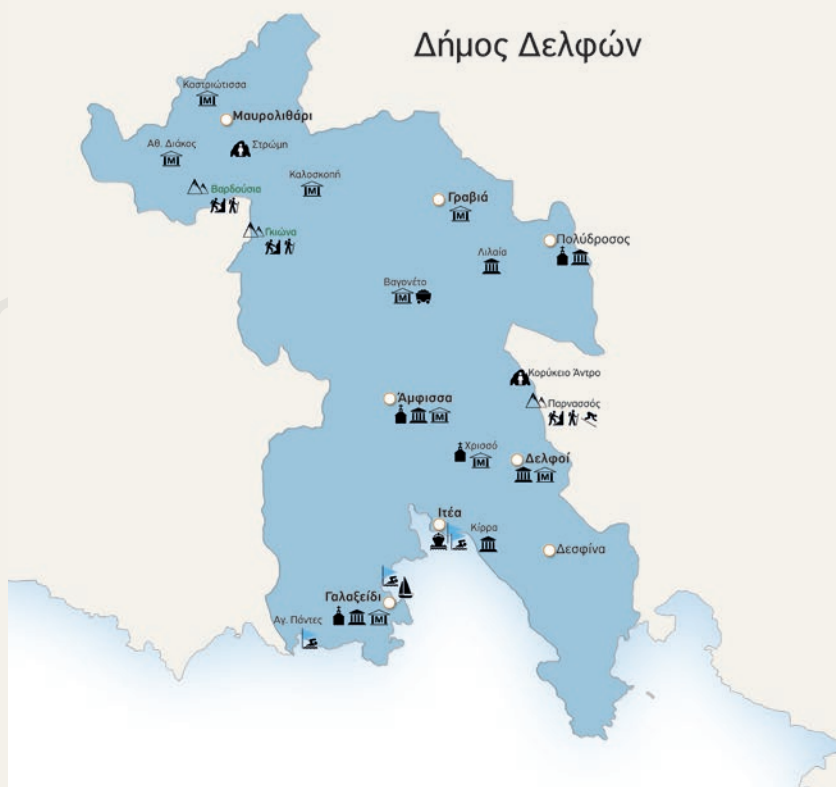 Δήμος Δελφών
Καστριώτισσα
Μαυρολιθάρι
Αθ. Διάκος
Στρώμη
Καλοσκοπή
Βαρδούσια
Γραβιά
Γκιώνα
Πολύδροσος
Λιλαία
Βαγονέτο
Κορύκειο Άντρο
Άμφισσα
Παρνασσός
Χρισσό
Δελφοί
Ιτέα
Κίρρα
Δεσφίνα
Γαλαξείδι
Αγ. Πάντες